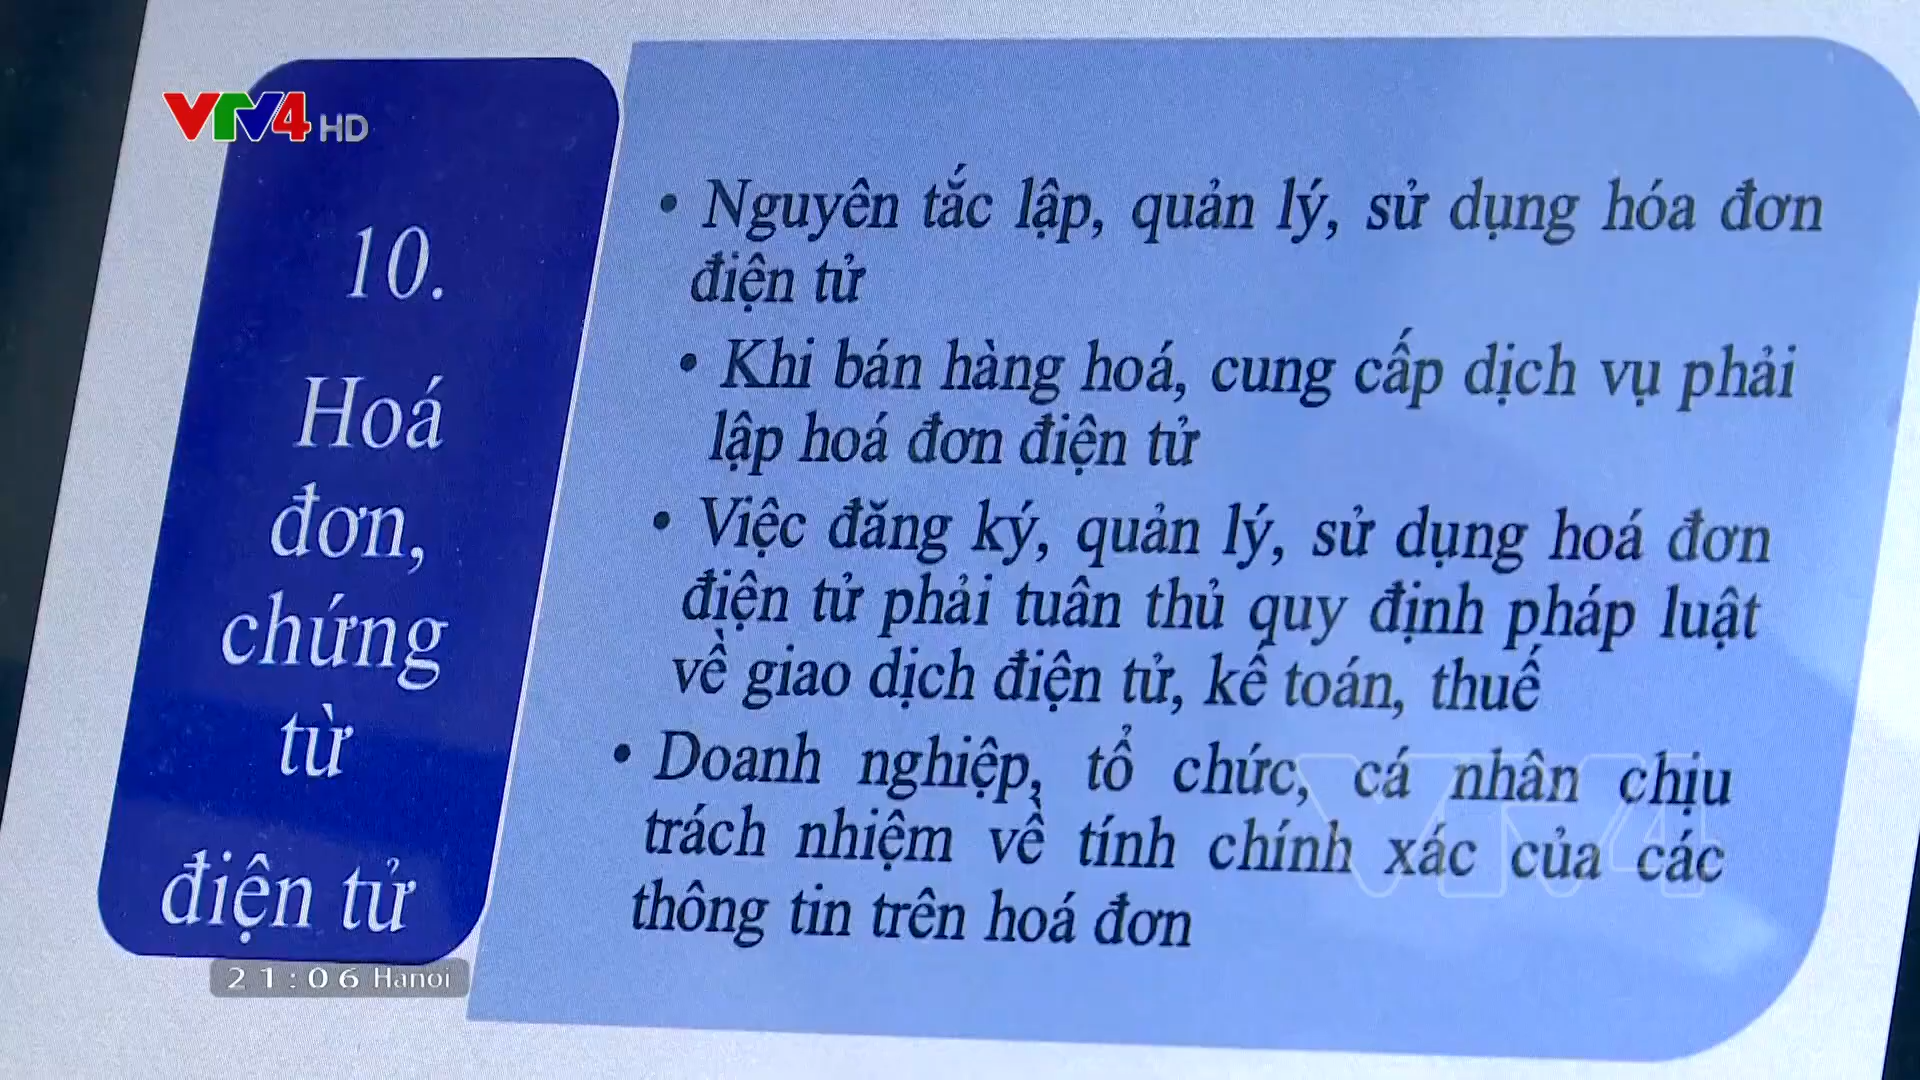 VTV4 HD
10.
Hoá
đơn,
chứng
từ
điện tử
• Nguyên tắc lập, quản lý, sử dụng hóa đơn
điện tử
• Khi bán hàng hoá, cung cấp dịch vụ phải
lập hoá đơn điện tử
• Việc đăng ký, quản lý, sử dụng hoá đơn
điện tử phải tuân thủ quy định pháp luật
về giao dịch điện tử, kế toán, thuế
• Doanh nghiệp, tổ chức, cá nhân chịu
trách nhiệm về tính chính xác của các
thông tin trên hoá đơn
VTV4
21:06 Hanoi